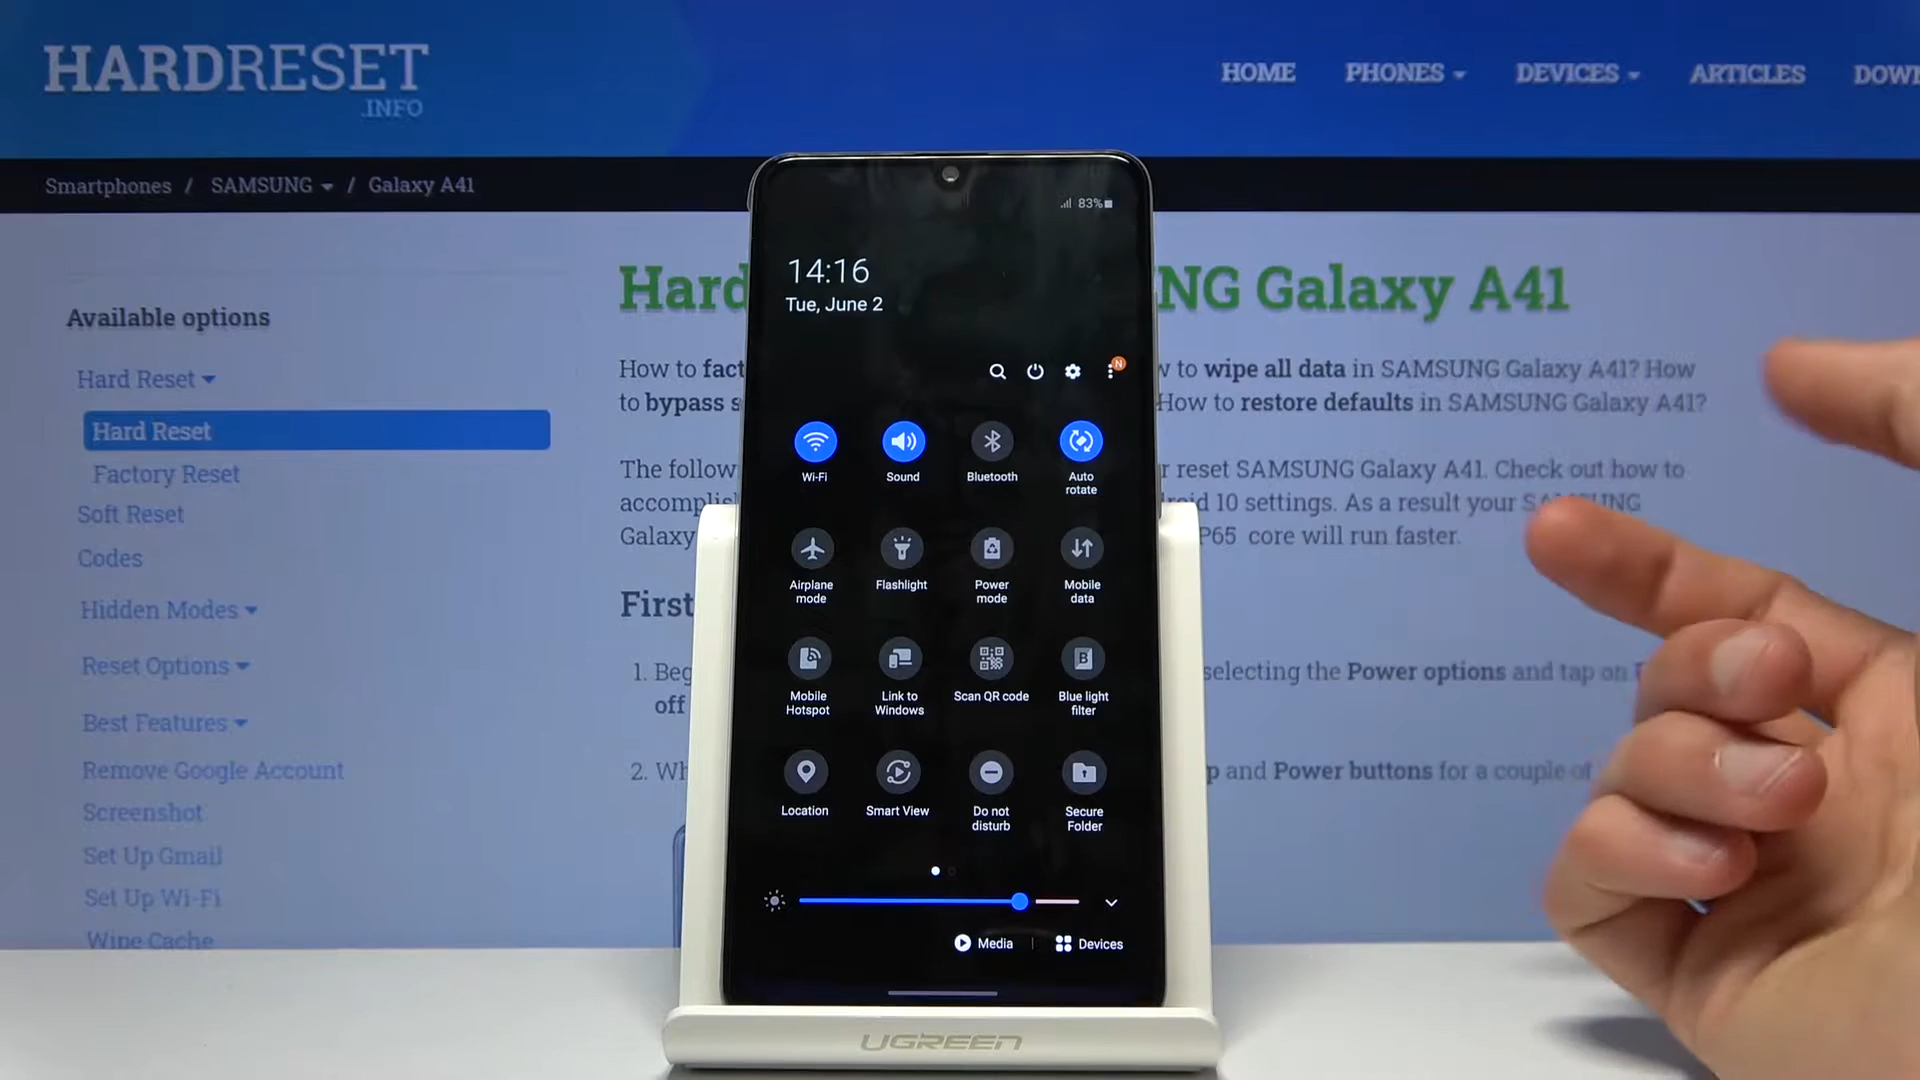 HARDRESET
.INFO
HOME PHONES DEVICES ARTICLES DOW
Smartphones / SAMSUNG / Galaxy A41
Available options
Hard Reset
Hard Reset
Factory Reset
Soft Reset
Codes
Hidden Modes
Reset Options
Best Features
Remove Google Account
Screenshot
Set Up Gmail
Set Up Wi-Fi
Wipe Cache
Hard NG Galaxy A41
How to fact w to wipe all data in SAMSUNG Galaxy A41? How
to bypass s How to restore defaults in SAMSUNG Galaxy A41?
The follow r reset SAMSUNG Galaxy A41. Check out how to
accomplis roid 10 settings. As a result your SAMSUNG
Galaxy P65 core will run faster.
First
1. Beg selecting the Power options and tap on
off
2. Wh p and Power buttons for a couple of
83%
14:16
Tue, June 2
N
Wi-Fi Sound Bluetooth Auto
rotate
Airplane
mode
Flashlight
Power
mode
Mobile
data
Mobile
Hotspot
Link to
Windows
Scan QR code
Blue light
filter
Location
Smart View
Do not
disturb
Secure
Folder
Media | Devices
UGREEN